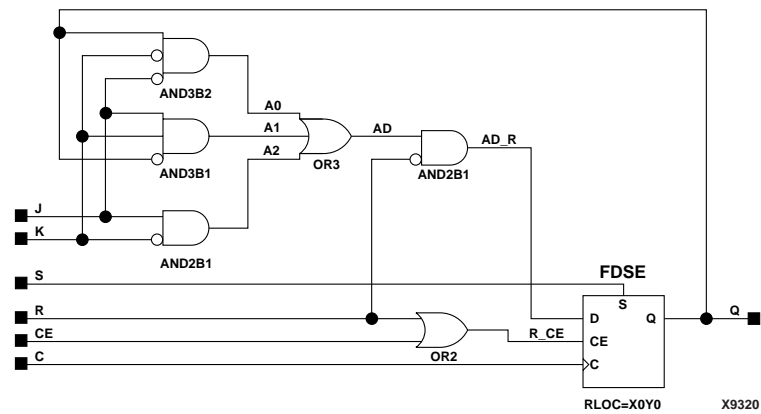 AND3B2
A0
A1
AD
AND3B1
A2
OR3
AD_R
AND2B1
J
K
AND2B1
S
FDSE
S
R
D
Q
Q
CE
R_CE
CE
OR2
C
C
RLOC=X0Y0
X9320